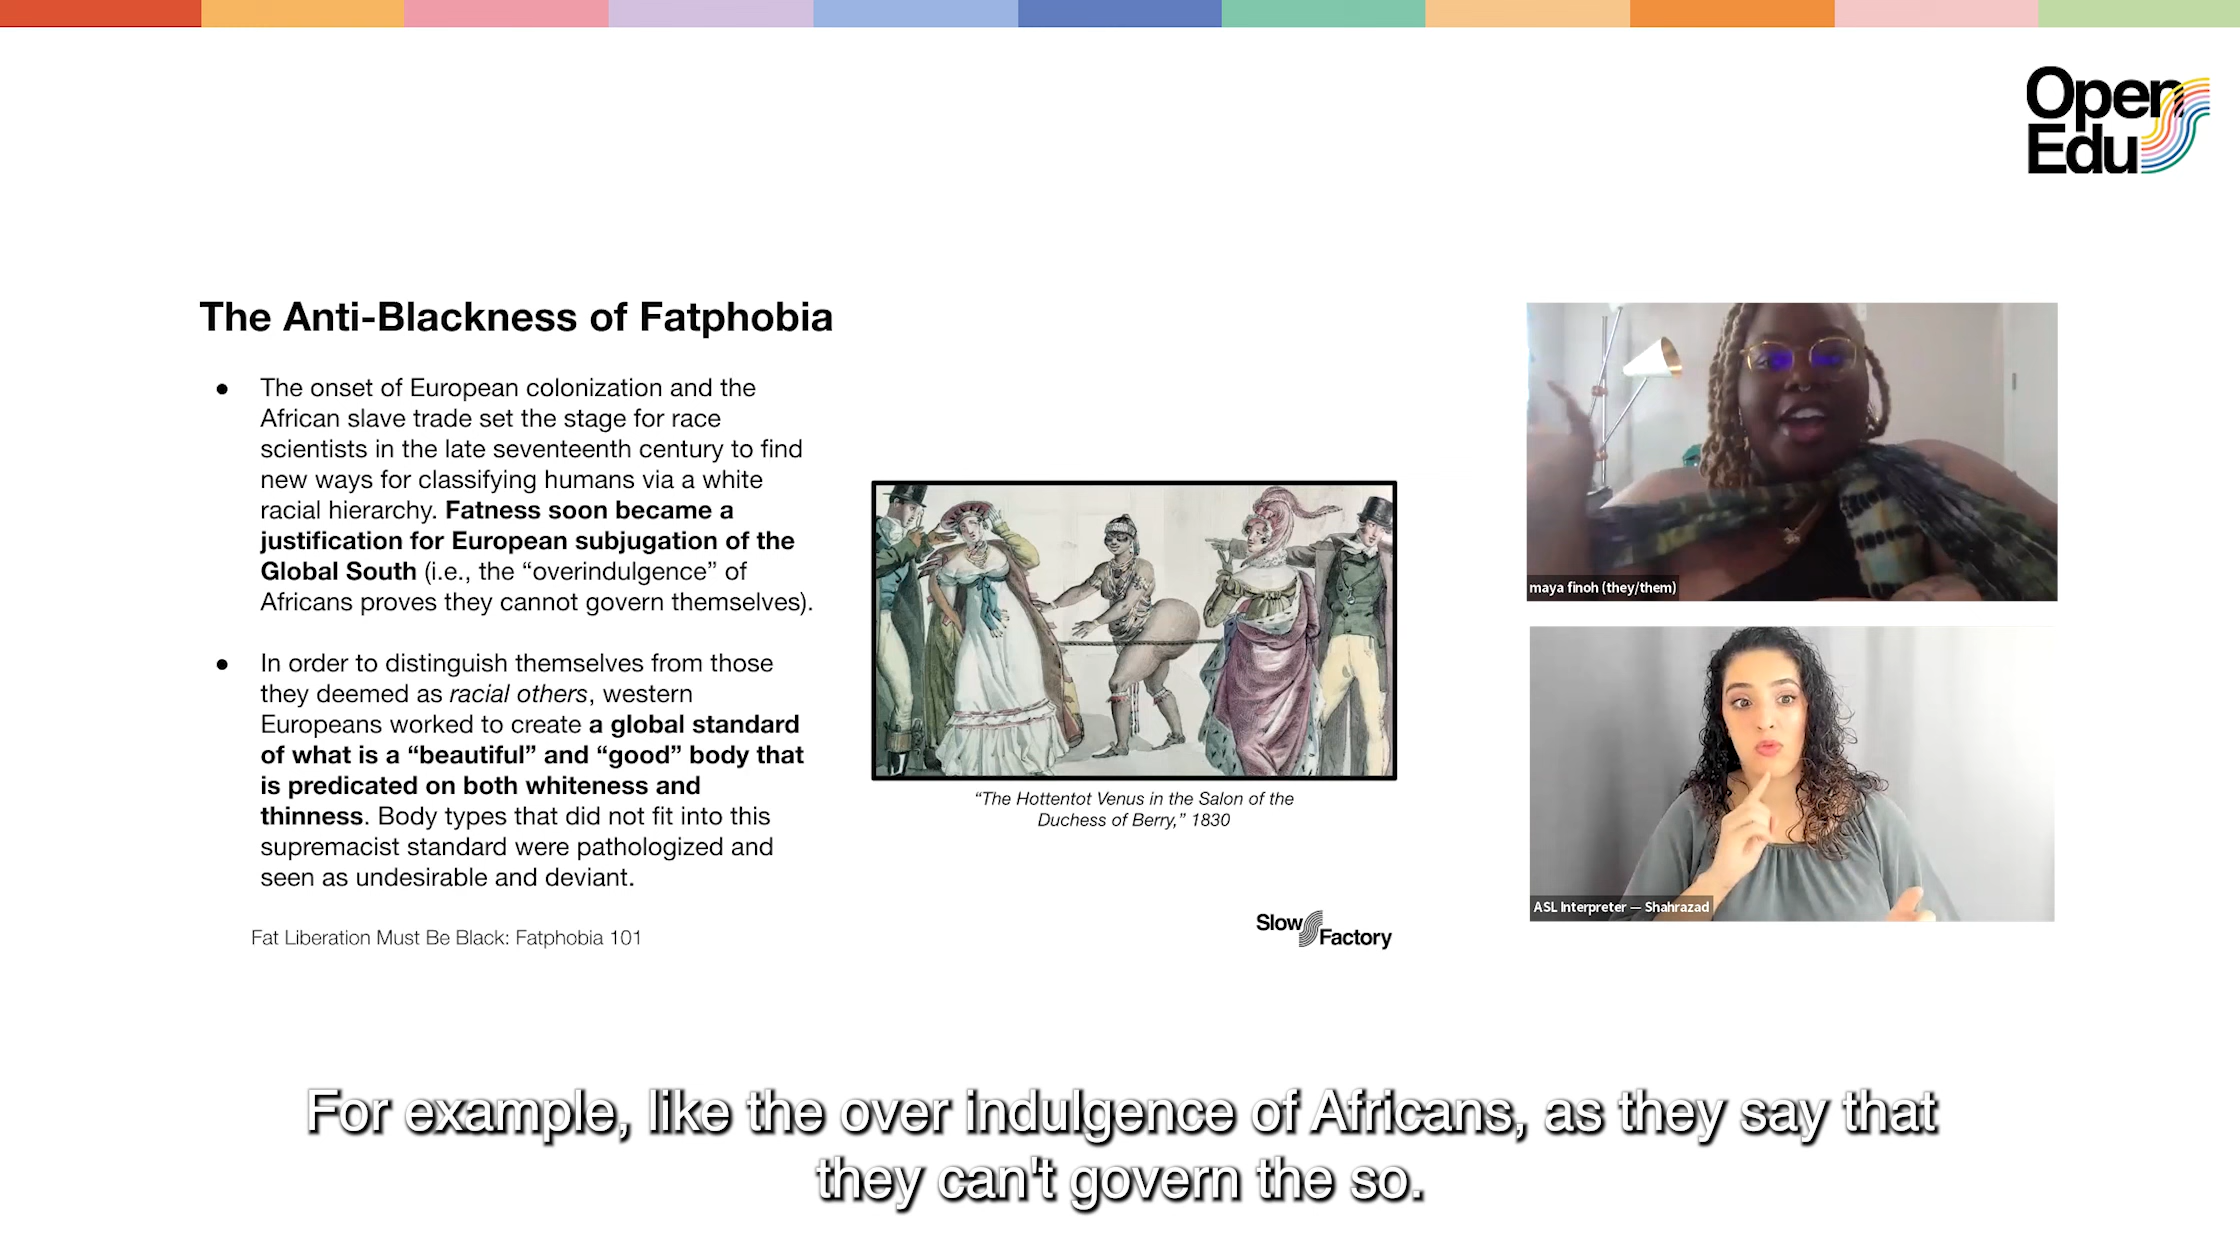 Open
Edu
The Anti-Blackness of Fatphobia
● The onset of European colonization and the
African slave trade set the stage for race
scientists in the late seventeenth century to find
new ways for classifying humans via a white
racial hierarchy. Fatness soon became a
justification for European subjugation of the
Global South (i.e., the “overindulgence” of
Africans proves they cannot govern themselves).
● In order to distinguish themselves from those
they deemed as racial others, western
Europeans worked to create a global standard
of what is a “beautiful” and “good” body that
is predicated on both whiteness and
thinness. Body types that did not fit into this
supremacist standard were pathologized and
seen as undesirable and deviant.
Fat Liberation Must Be Black: Fatphobia 101
“The Hottentot Venus in the Salon of the
Duchess of Berry,” 1830
Slow
Factory
maya finoh (they/them)
ASL Interpreter — Shahrazad
For example, like the over indulgence of Africans, as they say that
they can't govern the so.